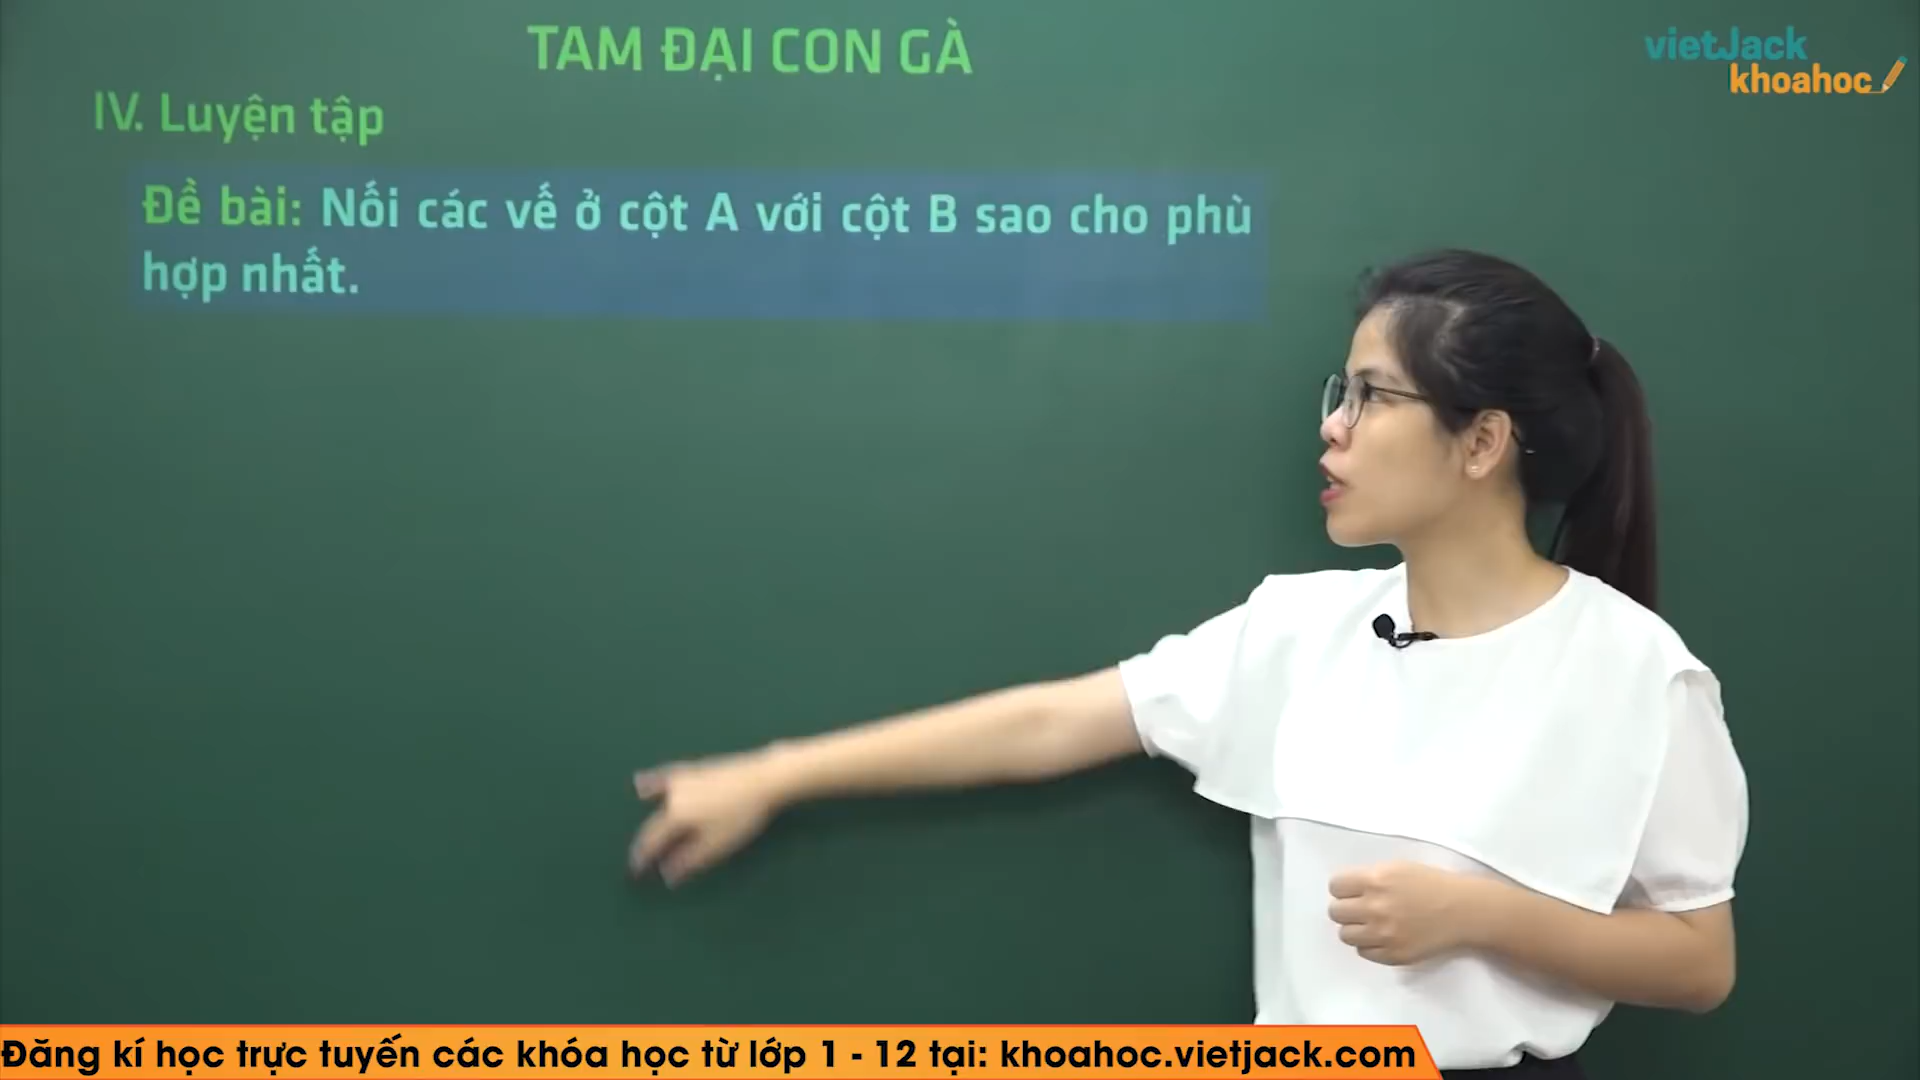 TAM ĐẠI CON GÀ
vietJack
khoahoc
IV. Luyện tập
Đề bài: Nối các vế ở cột A với cột B sao cho phù
hợp nhất.
Đăng kí học trực tuyến các khóa học từ lớp 1 - 12 tại: khoahoc.vietjack.com